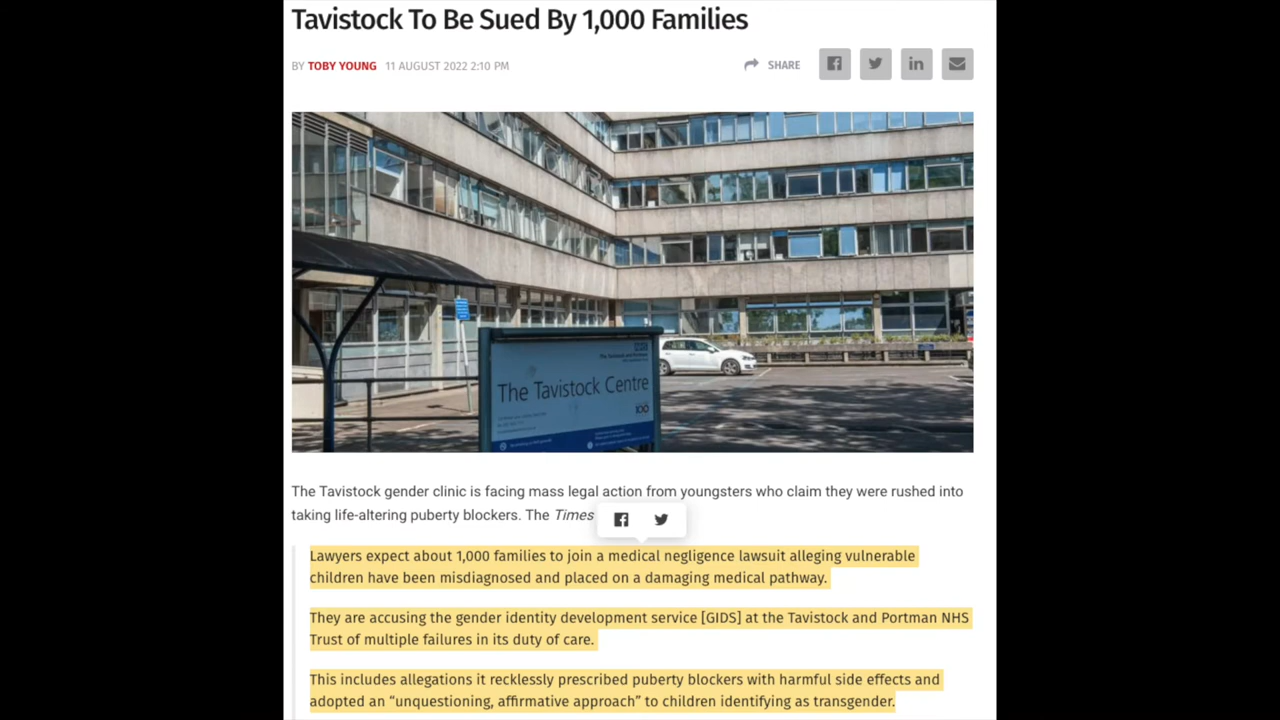 Tavistock To Be Sued By 1,000 Families
BY TOBY YOUNG 11 AUGUST 2022 2:10 PM
SHARE
The Tavistock Centre
100
The Tavistock gender clinic is facing mass legal action from youngsters who claim they were rushed into
taking life-altering puberty blockers. The Times
Lawyers expect about 1,000 families to join a medical negligence lawsuit alleging vulnerable
children have been misdiagnosed and placed on a damaging medical pathway.
They are accusing the gender identity development service [GIDS] at the Tavistock and Portman NHS
Trust of multiple failures in its duty of care.
This includes allegations it recklessly prescribed puberty blockers with harmful side effects and
adopted an “unquestioning, affirmative approach” to children identifying as transgender.